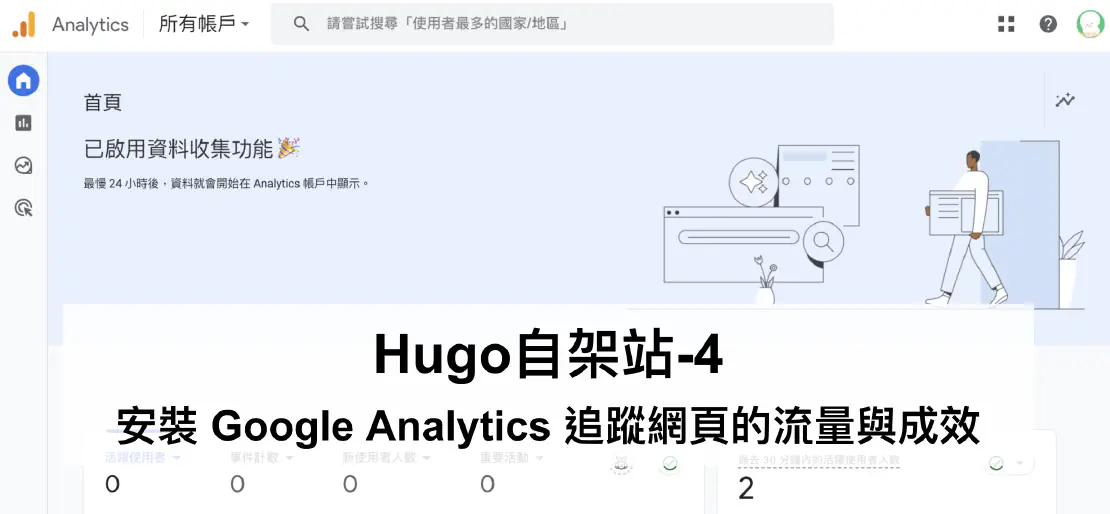 Analytics
所有帳戶
請嘗試搜尋「使用者最多的國家/地區」
首頁
已啟用資料收集功能🎉
最慢 24 小時後，資料就會開始在 Analytics 帳戶中顯示。
Hugo自架站-4
安裝 Google Analytics 追蹤網頁的流量與成效
活躍使用者 事件計數 新使用者人數 重要活動
過去 30 分鐘內的活躍使用者人數
0 0 0 0
2